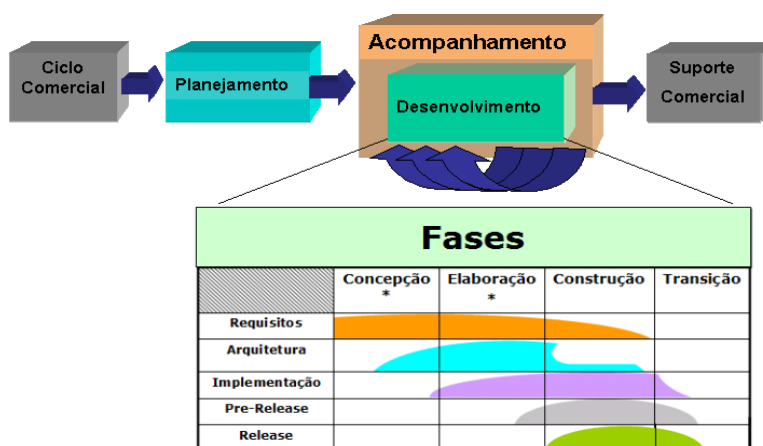 Ciclo
Comercial
Planejamento
Acompanhamento
Desenvolvimento
Suporte
Comercial
Fases
Concepção
*
Elaboração
*
Construção
Transição
Requisitos
Arquitetura
Implementação
Pre-Release
Release